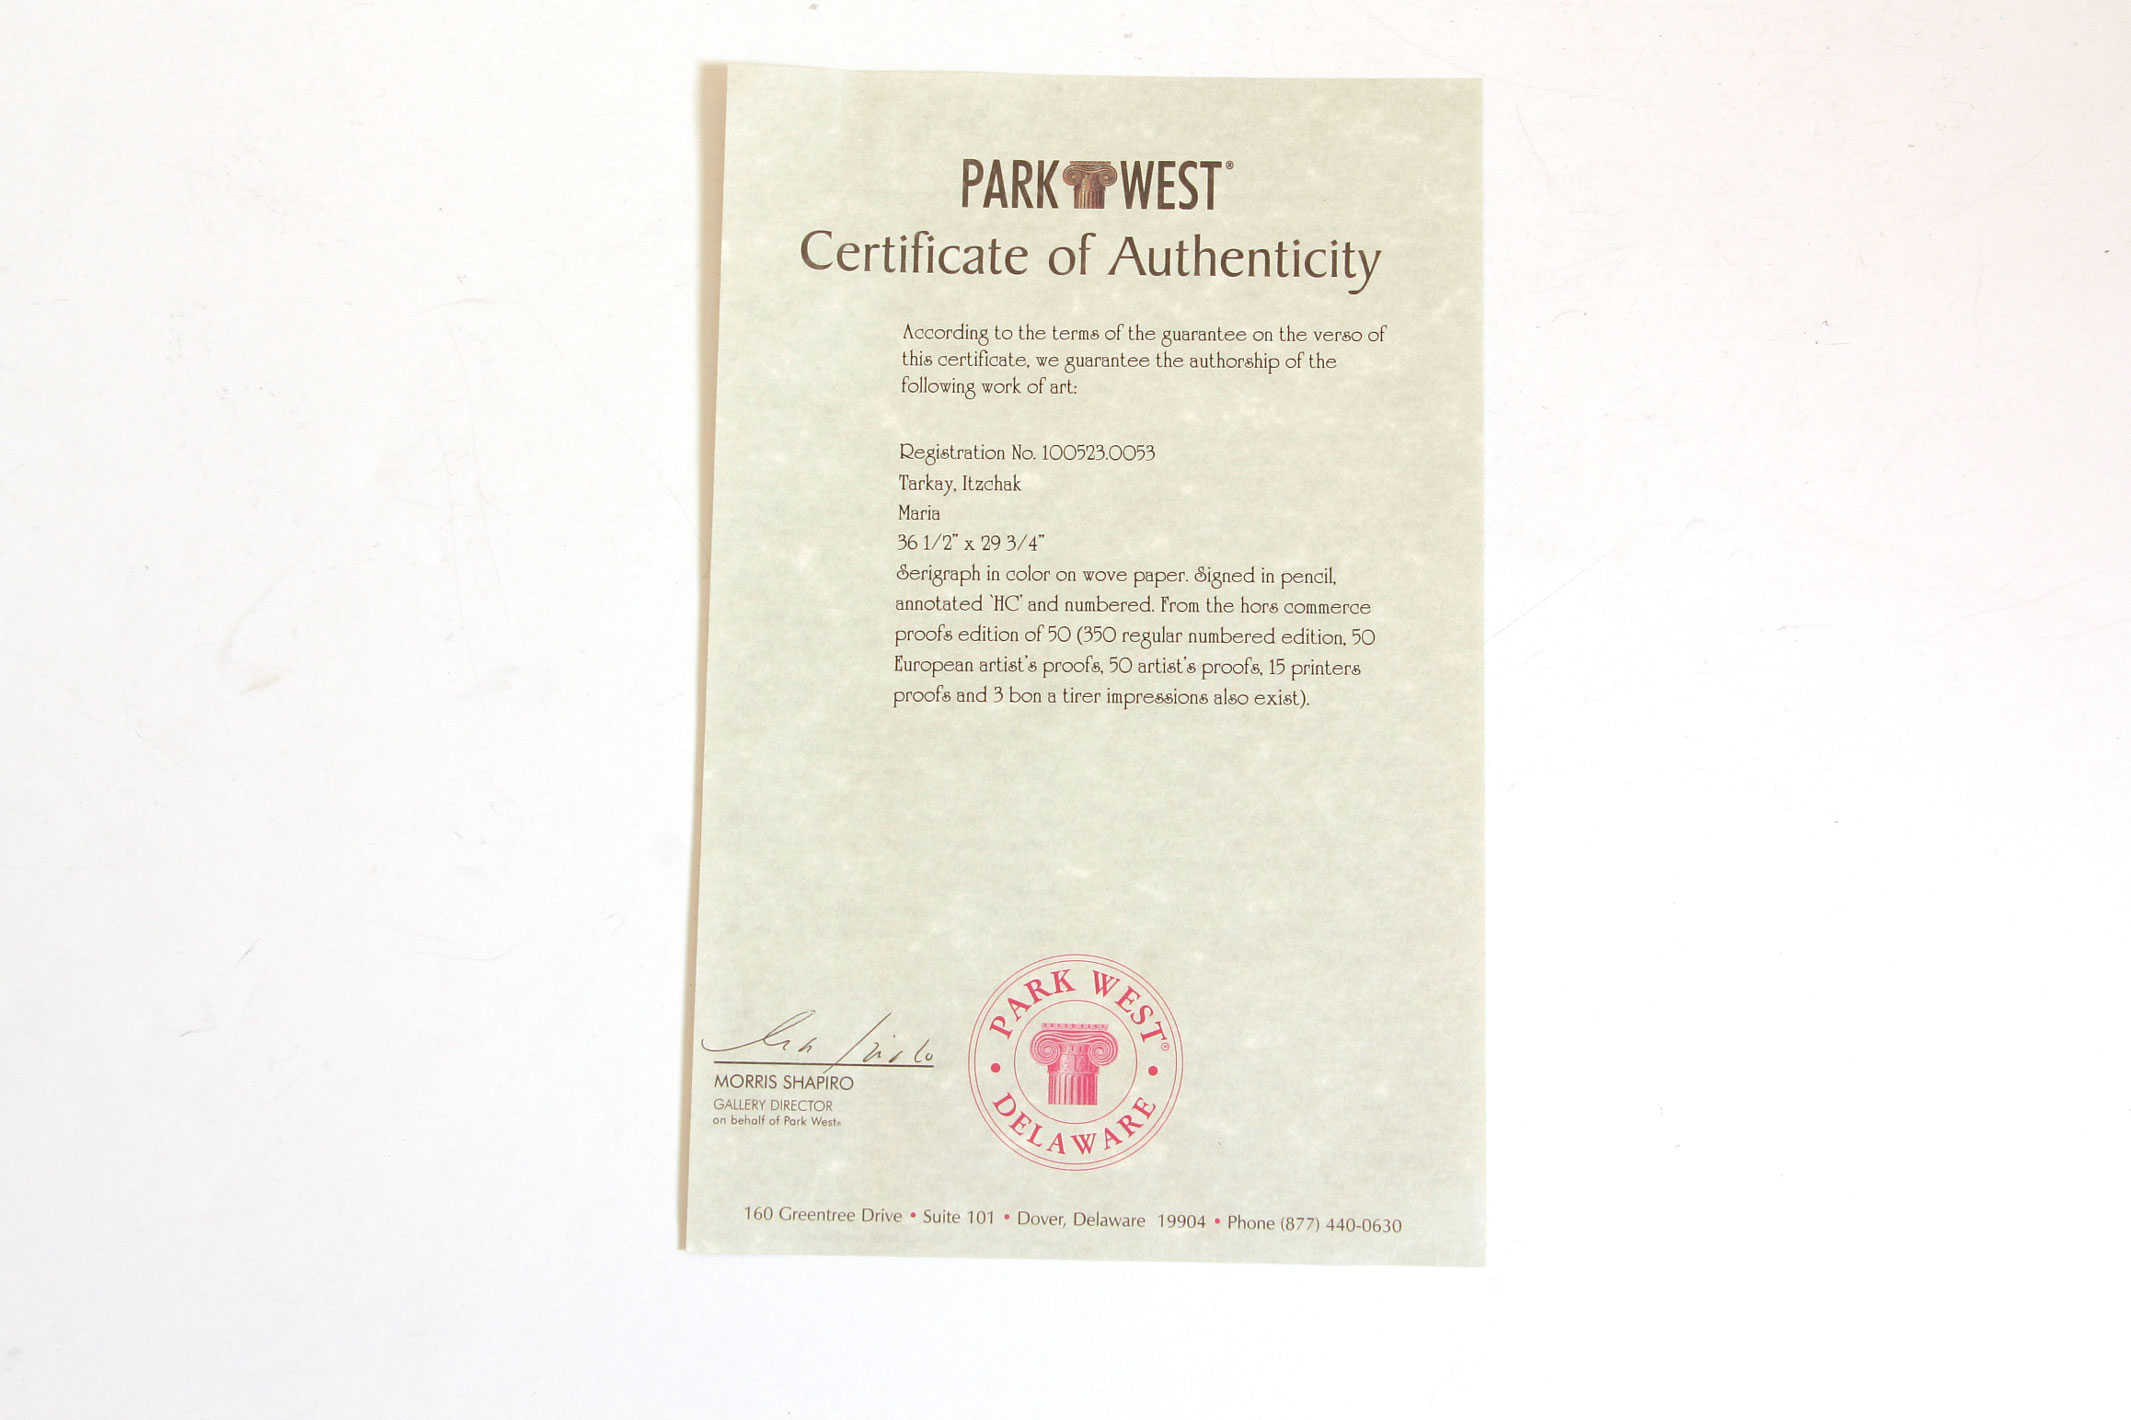 PARK WEST®
Certificate of Authenticity
According to the terms of the guarantee on the verso of
this certificate, we guarantee the authorship of the
following work of art:
Registration No. 100523.0053
Tarkay, Itzchak
Maria
36 1/2" x 29 3/4"
Serigraph in color on wove paper. Signed in pencil,
annotated `HC' and numbered. From the hors commerce
proofs edition of 50 (350 regular numbered edition, 50
European artist's proofs, 50 artist's proofs, 15 printers
proofs and 3 bon a tirer impressions also exist).
MORRIS SHAPIRO
GALLERY DIRECTOR
on behalf of Park West®
PARK WEST®
• DELAWARE •
160 Greentree Drive • Suite 101 • Dover, Delaware 19904 • Phone (877) 440-0630